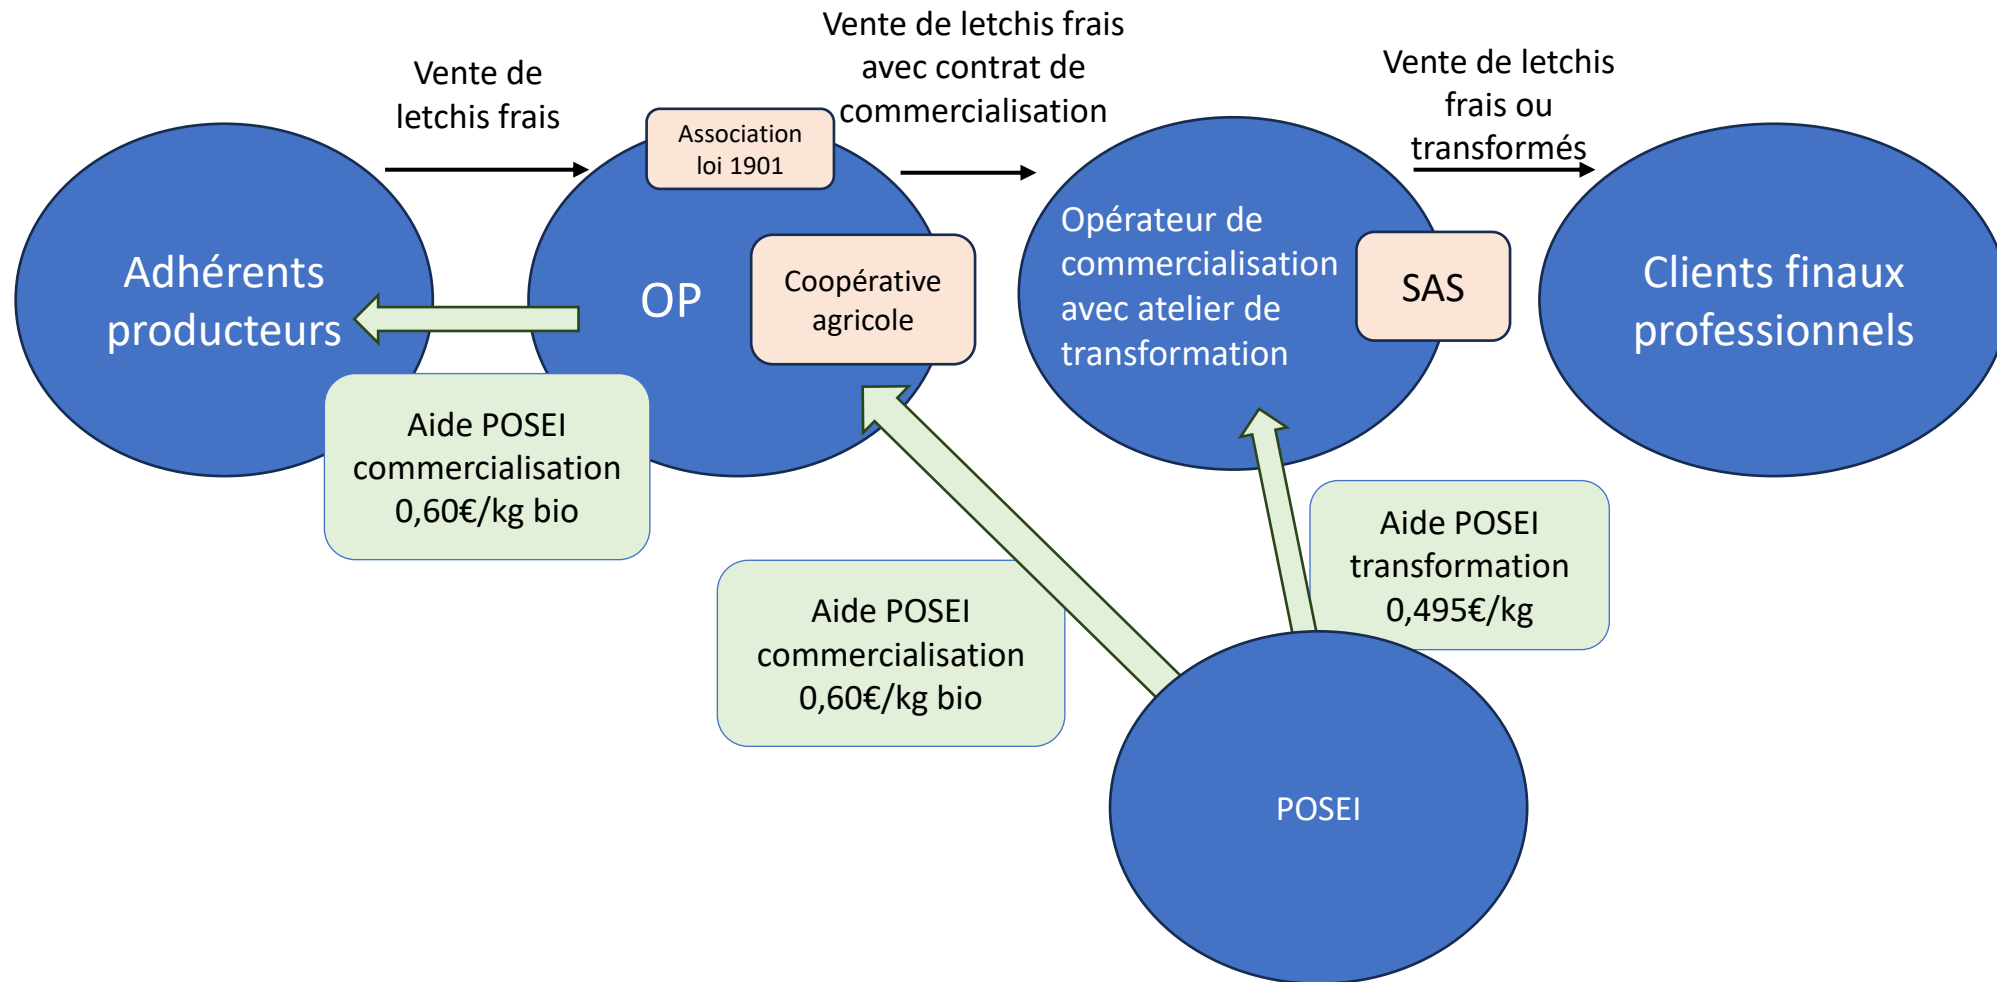 Vente de
letchis frais
Vente de letchis frais
avec contrat de
commercialisation
Vente de letchis
frais ou
transformés
Association
loi 1901
Adhérents
producteurs
OP
Coopérative
agricole
Opérateur de
commercialisation
avec atelier de
transformation
SAS
Clients finaux
professionnels
Aide POSEI
commercialisation
0,60€/kg bio
Aide POSEI
commercialisation
0,60€/kg bio
Aide POSEI
transformation
0,495€/kg
POSEI